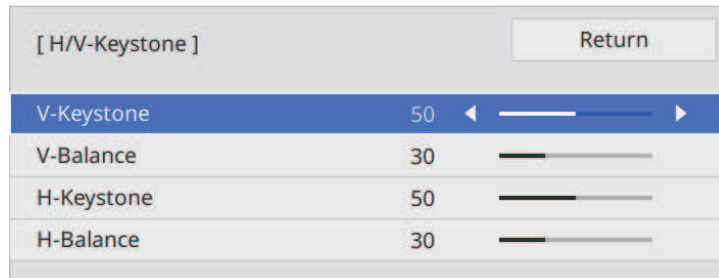 [ H/V-Keystone ]
Return
V-Keystone 50
V-Balance 30
H-Keystone 50
H-Balance 30